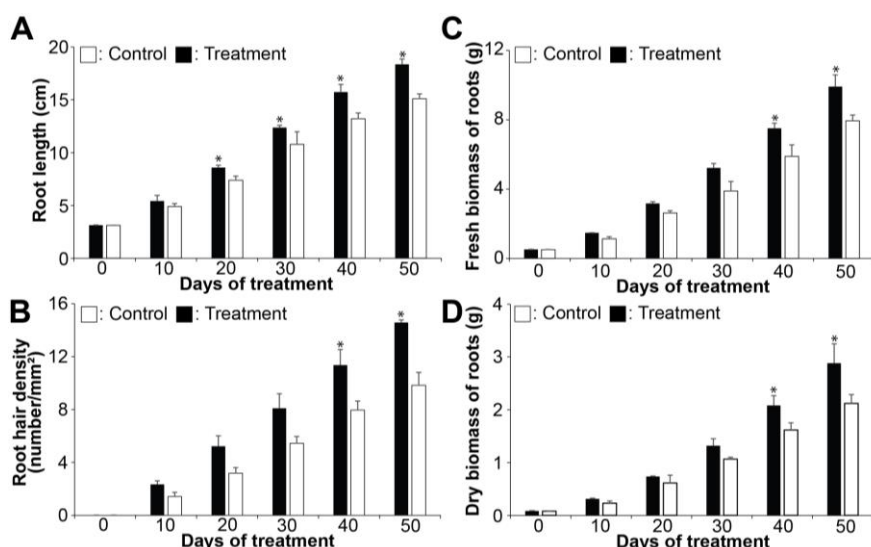 A
□: Control ■: Treatment
Root length (cm)
20
15
10
5
0
* * * *
0 10 20 30 40 50
Days of treatment
B
□: Control ■: Treatment
Root hair density
(number/mm²)
16
12
8
4
0
* *
0 10 20 30 40 50
Days of treatment
C
□: Control ■: Treatment
Fresh biomass of roots (g)
12
8
4
0
* *
0 10 20 30 40 50
Days of treatment
D
□: Control ■: Treatment
Dry biomass of roots (g)
4
3
2
1
0
* *
0 10 20 30 40 50
Days of treatment